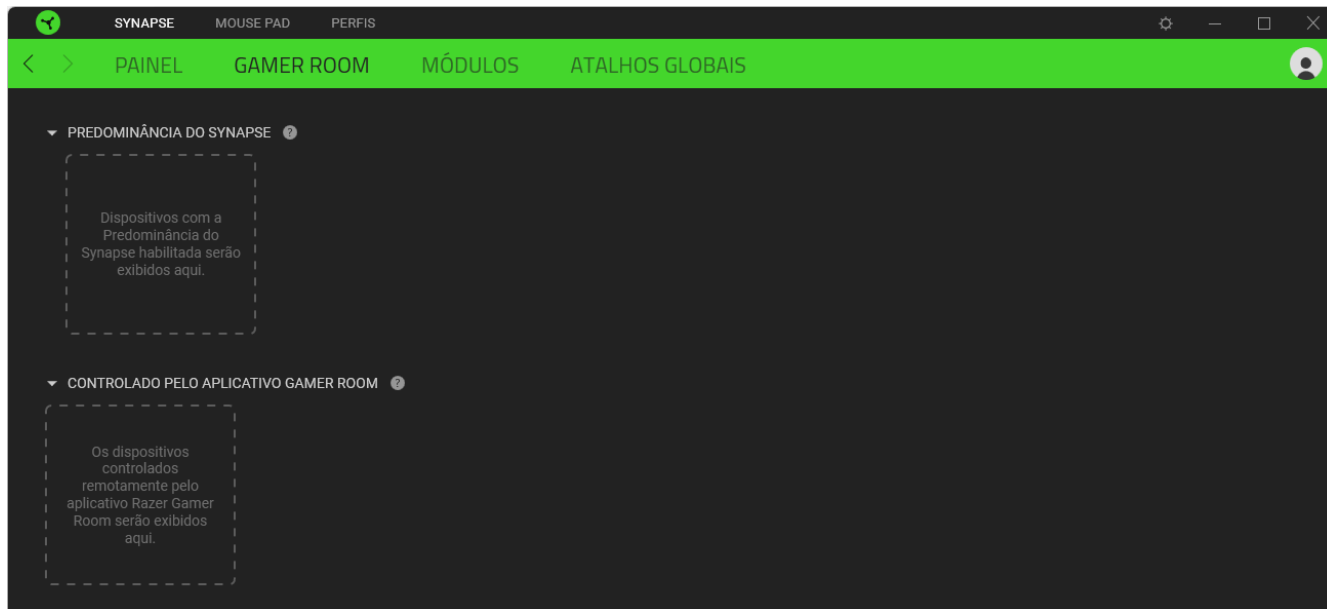 SYNAPSE MOUSE PAD PERFIS
PAINEL GAMER ROOM MÓDULOS ATALHOS GLOBAIS
PREDOMINÂNCIA DO SYNAPSE ?
Dispositivos com a
Predominância do
Synapse habilitada serão
exibidos aqui.
CONTROLADO PELO APLICATIVO GAMER ROOM ?
Os dispositivos
controlados
remotamente pelo
aplicativo Razer Gamer
Room serão exibidos
aqui.